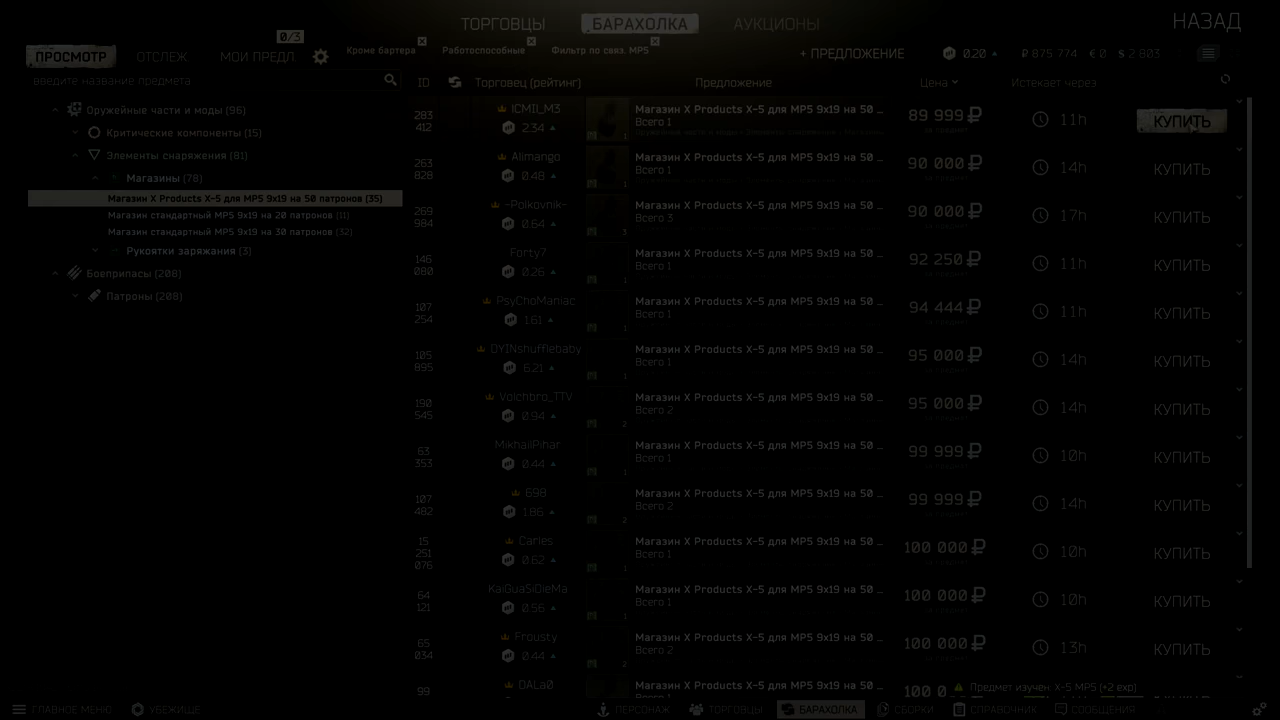 ТОРГОВЦЫ БАРАХОЛКА АУКЦИОНЫ НАЗАД
0/3
ПРОСМОТР ОТСЛЕЖ МОИ ПРЕДЛ. Кроме бартера Работоспособные Фильтр по связ. MP5 + ПРЕДЛОЖЕНИЕ 0.20 ₽ 875 774 € 0 $ 2 803
введите название предмета ID Торговец (рейтинг) Предложение Цена Истекает через
Оружейные части и моды (96)
Критические компоненты (15)
Элементы снаряжения (81)
Магазины (78)
Магазин X Products X-5 для MP5 9x19 на 50 патронов (35)
Магазин стандартный MP5 9x19 на 20 патронов (11)
Магазин стандартный MP5 9x19 на 30 патронов (32)
Рукоятки заряжания (3)
Боеприпасы (208)
Патроны (208)
283 412 1CMII_M3 2.34 Магазин X Products X-5 для MP5 9x19 на 50 ... Всего 1 89 999 ₽ 11h КУПИТЬ
263 828 Alimango 0.48 Магазин X Products X-5 для MP5 9x19 на 50 ... Всего 1 90 000 ₽ 14h КУПИТЬ
269 984 -Polkovnik- 0.64 Магазин X Products X-5 для MP5 9x19 на 50 ... Всего 3 90 000 ₽ 17h КУПИТЬ
145 080 Forty7 0.26 Магазин X Products X-5 для MP5 9x19 на 50 ... Всего 1 92 250 ₽ 11h КУПИТЬ
107 254 PsyChoManiac 1.61 Магазин X Products X-5 для MP5 9x19 на 50 ... Всего 1 94 444 ₽ 11h КУПИТЬ
105 895 DYINshufflebaby 6.21 Магазин X Products X-5 для MP5 9x19 на 50 ... Всего 1 95 000 ₽ 14h КУПИТЬ
190 545 Volchbro_TTV 0.94 Магазин X Products X-5 для MP5 9x19 на 50 ... Всего 2 95 000 ₽ 14h КУПИТЬ
63 353 MikhailPihar 0.44 Магазин X Products X-5 для MP5 9x19 на 50 ... Всего 1 99 999 ₽ 10h КУПИТЬ
107 482 698 1.86 Магазин X Products X-5 для MP5 9x19 на 50 ... Всего 2 99 999 ₽ 14h КУПИТЬ
15 251 076 Carles 0.62 Магазин X Products X-5 для MP5 9x19 на 50 ... Всего 1 100 000 ₽ 10h КУПИТЬ
64 121 KaiGuaSiDieMa 0.56 Магазин X Products X-5 для MP5 9x19 на 50 ... Всего 1 100 000 ₽ 10h КУПИТЬ
65 034 Frousty 0.44 Магазин X Products X-5 для MP5 9x19 на 50 ... Всего 2 100 000 ₽ 13h КУПИТЬ
99 DALa0 Магазин X Products X-5 для MP5 9x19 на 50 ... Всего 1
Предмет изучен: X-5 MP5 (+2 exp)
ГЛАВНОЕ МЕНЮ УБЕЖИЩЕ ПЕРСОНАЖ ТОРГОВЦЫ БАРАХОЛКА СБОРКИ СПРАВОЧНИК СООБЩЕНИЯ